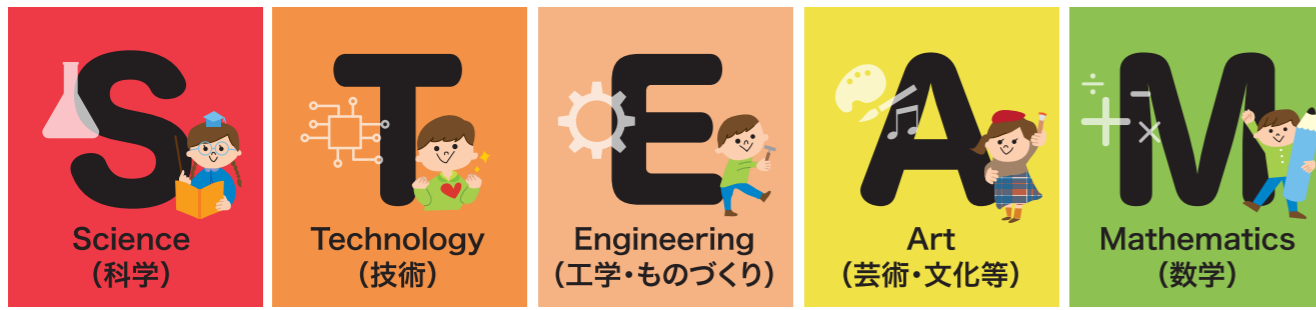 S
Science
（科学）
T
Technology
（技術）
E
Engineering
（工学・ものづくり）
A
Art
（芸術・文化等）
M
Mathematics
（数学）